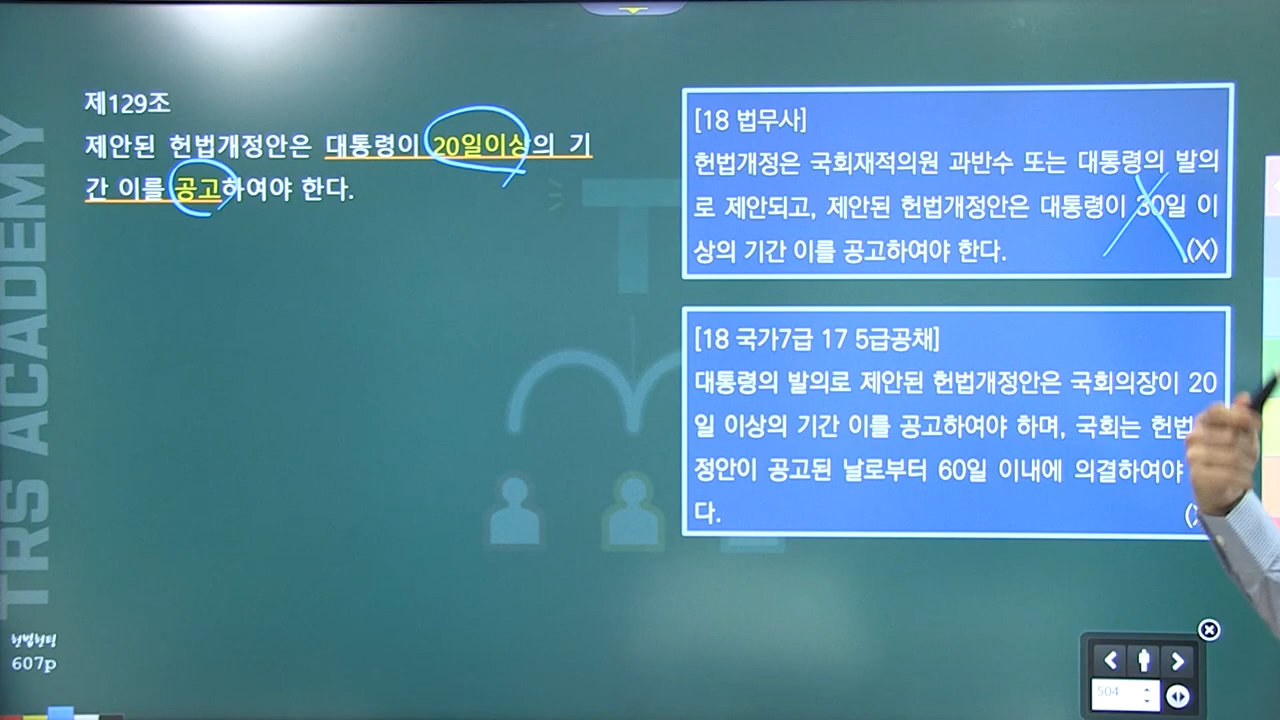 제129조
제안된 헌법개정안은 대통령이 20일이상의 기
간 이를 공고하여야 한다.
[18 법무사]
헌법개정은 국회재적의원 과반수 또는 대통령의 발의
로 제안되고, 제안된 헌법개정안은 대통령이 30일 이
상의 기간 이를 공고하여야 한다. (X)
[18 국가7급 17 5급공채]
대통령의 발의로 제안된 헌법개정안은 국회의장이 20
일 이상의 기간 이를 공고하여야 하며, 국회는 헌법
정안이 공고된 날로부터 60일 이내에 의결하여야
다.
TRS ACADEMY
607p
504